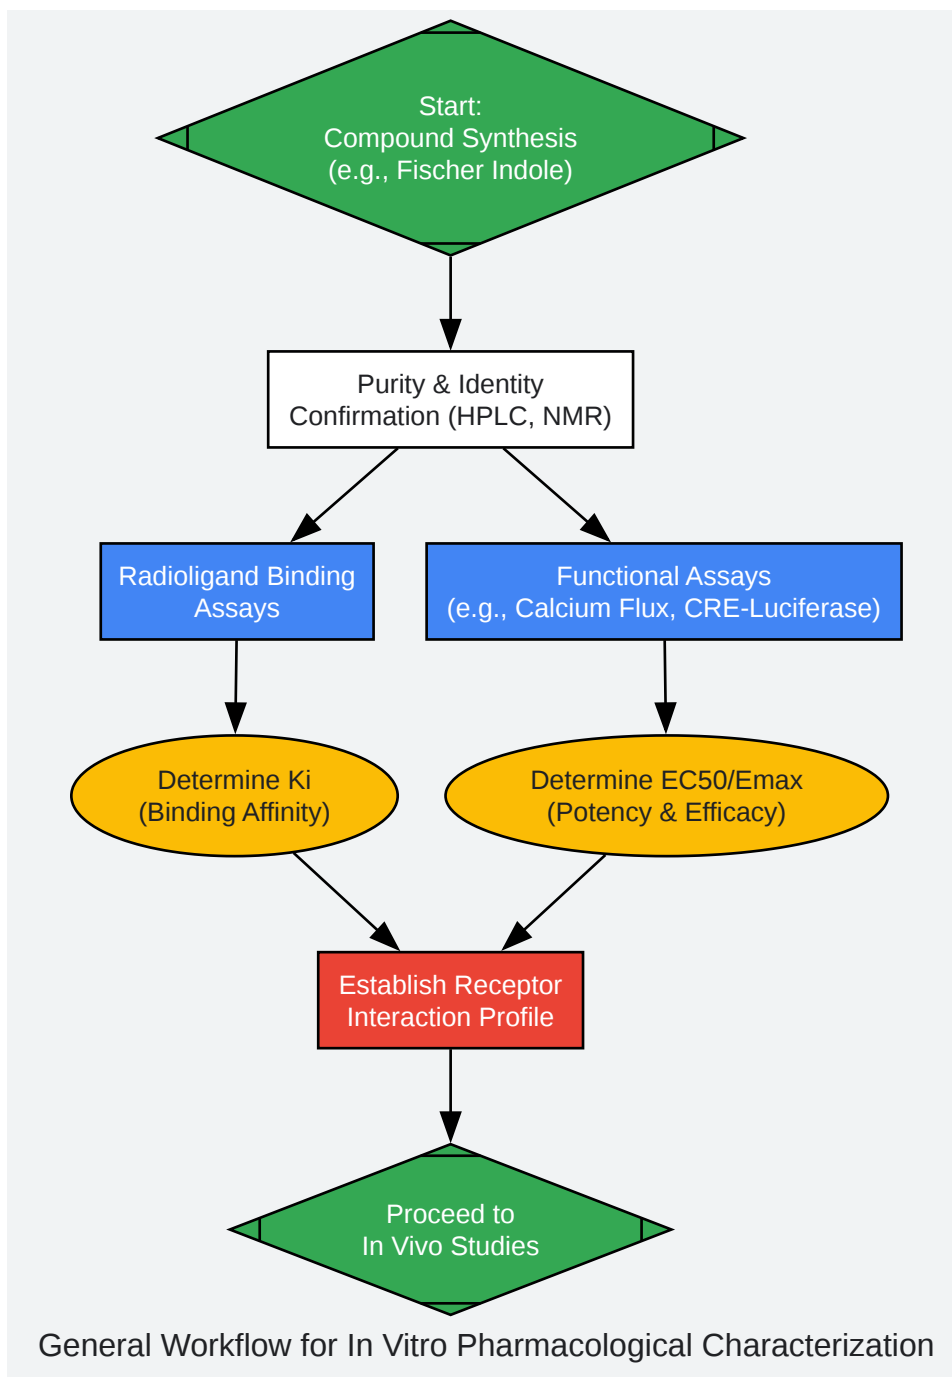 Start:
Compound Synthesis
(e.g., Fischer Indole)
Purity & Identity
Confirmation (HPLC, NMR)
Radioligand Binding
Assays
Functional Assays
(e.g., Calcium Flux, CRE-Luciferase)
Determine Ki
(Binding Affinity)
Determine EC50/Emax
(Potency & Efficacy)
Establish Receptor
Interaction Profile
Proceed to
In Vivo Studies
General Workflow for In Vitro Pharmacological Characterization